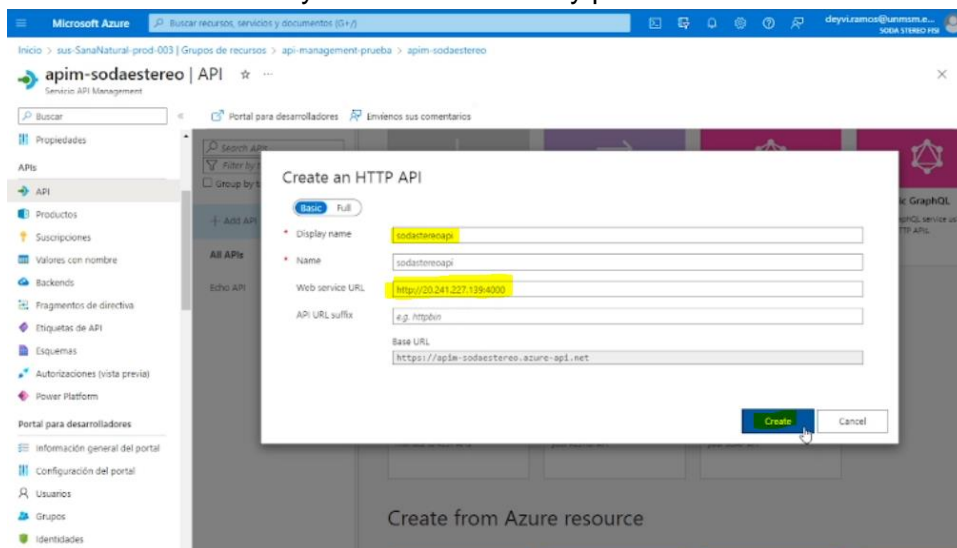 Microsoft Azure
Buscar recursos, servicios y documentos (G+/)
deyvi.ramos@unmsm.e...
SODA STEREO FISI
Inicio > sus-SanaNatural-prod-003 | Grupos de recursos > api-management-prueba > apim-sodaestereo
apim-sodaestereo | API
Servicio API Management
Buscar
Portal para desarrolladores
Envíenos sus comentarios
Propiedades
APIs
API
Productos
Suscripciones
Valores con nombre
Backends
Fragmentos de directiva
Etiquetas de API
Esquemas
Autorizaciones (vista previa)
Power Platform
Portal para desarrolladores
Información general del portal
Configuración del portal
Usuarios
Grupos
Identidades
Search APIs
Filter by t
Group by t
+ Add API
All APIs
Echo API
Create an HTTP API
Basic Full
* Display name sodastereoapi
* Name sodastereoapi
Web service URL http://20.241.227.139:4000
API URL suffix e.g. httpbin
Base URL
https://apim-sodaestereo.azure-api.net
Create Cancel
ic GraphQL
Create from Azure resource